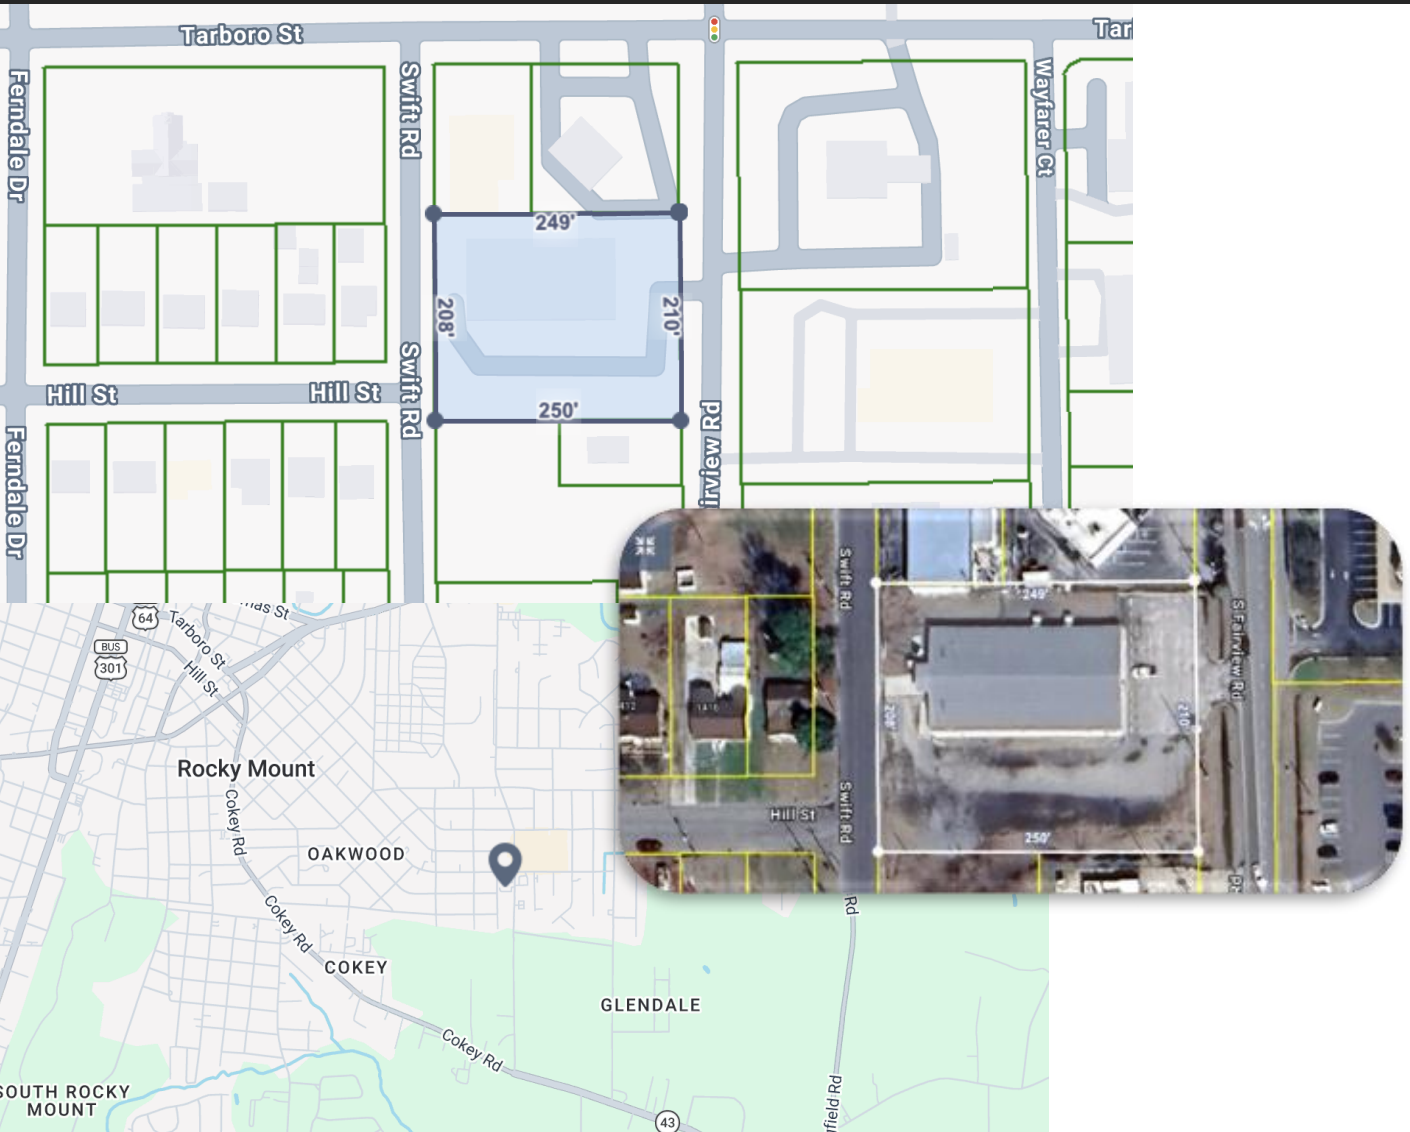 Tarboro St
Tar
Ferndale Dr
Swift Rd
Wayfarer Ct
249'
208'
210'
Hill St
Hill St
Swift Rd
250'
irview Rd
Ferndale Dr
Swift Rd
249'
S Fairview Rd
1416
208'
210'
Hill St
Swift Rd
250'
64
Tarboro St
mas St
BUS
301
Hill St
Rocky Mount
Cokey Rd
OAKWOOD
Cokey Rd
Rd
COKEY
GLENDALE
Cokey Rd
SOUTH ROCKY
MOUNT
43
field Rd